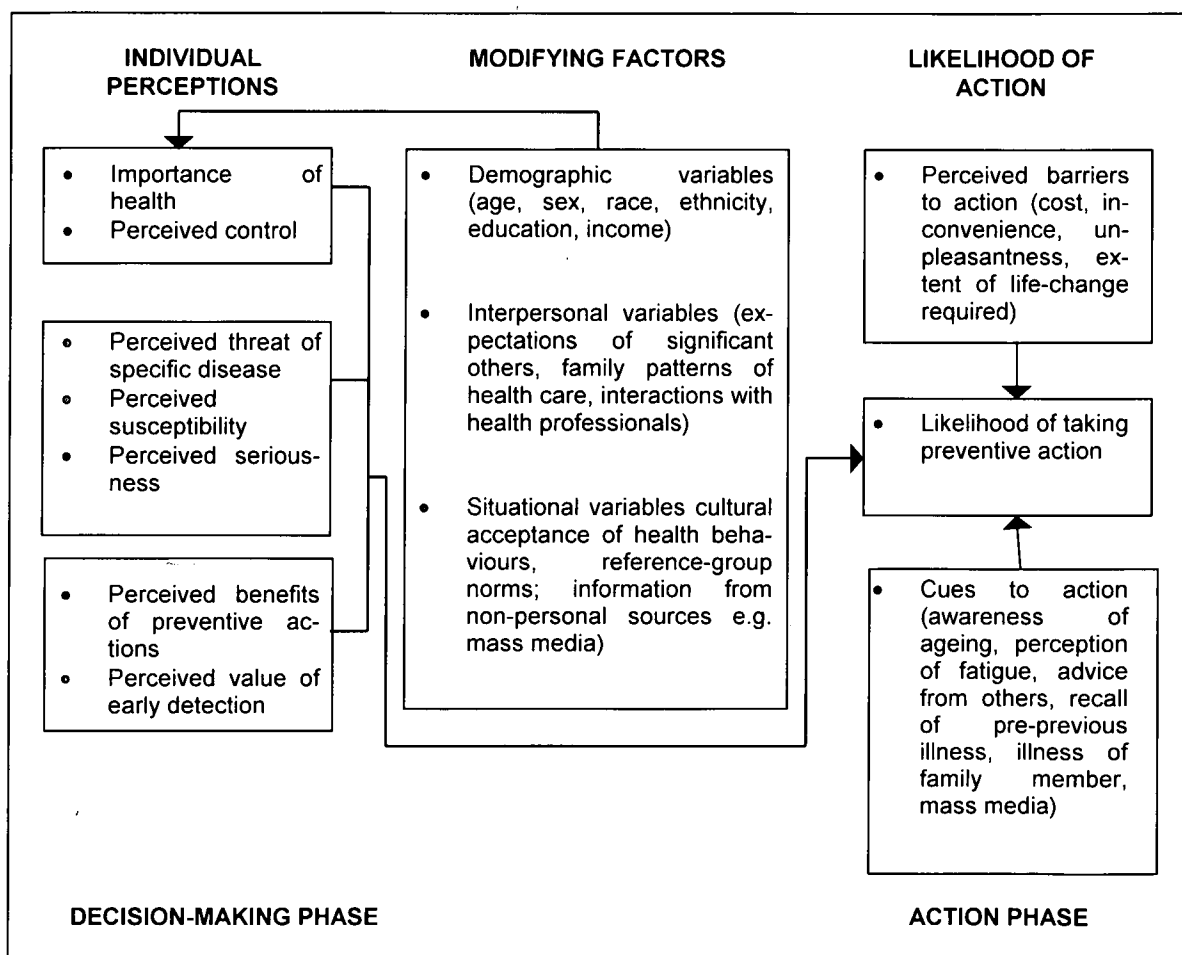 INDIVIDUAL
PERCEPTIONS
MODIFYING FACTORS
LIKELIHOOD OF
ACTION
• Importance of
health
• Perceived control
• Perceived threat of
specific disease
• Perceived
susceptibility
• Perceived serious-
ness
• Perceived benefits
of preventive ac-
tions
• Perceived value of
early detection
• Demographic variables
(age, sex, race, ethnicity,
education, income)
• Interpersonal variables (ex-
pectations of significant
others, family patterns of
health care, interactions with
health professionals)
• Situational variables cultural
acceptance of health beha-
viours, reference-group
norms; information from
non-personal sources e.g.
mass media)
• Perceived barriers
to action (cost, in-
convenience, un-
pleasantness, ex-
tent of life-change
required)
• Likelihood of taking
preventive action
• Cues to action
(awareness of
ageing, perception
of fatigue, advice
from others, recall
of pre-previous
illness, illness of
family member,
mass media)
DECISION-MAKING PHASE
ACTION PHASE